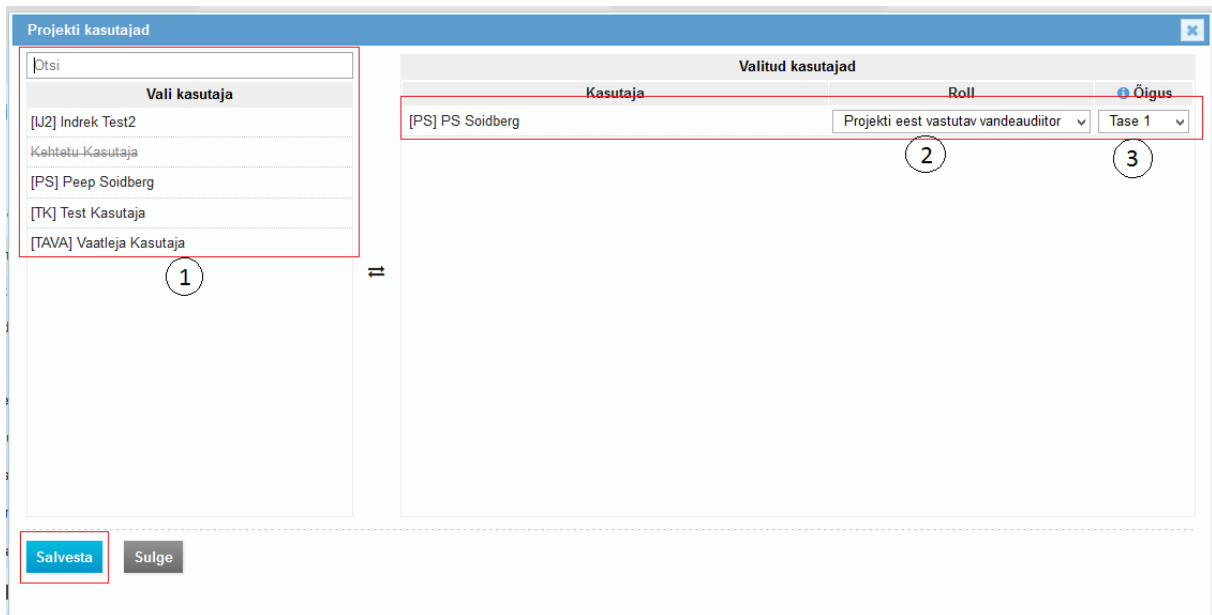 Projekti kasutajad
Otsi
Vali kasutaja
[IJ2] Indrek Test2
Kehtetu Kasutaja
[PS] Peep Soidberg
[TK] Test Kasutaja
[TAVA] Vaatleja Kasutaja
1
Valitud kasutajad
Kasutaja Roll Õigus
[PS] PS Soidberg Projekti eest vastutav vandeaudiitor Tase 1
2 3
Salvesta Sulge